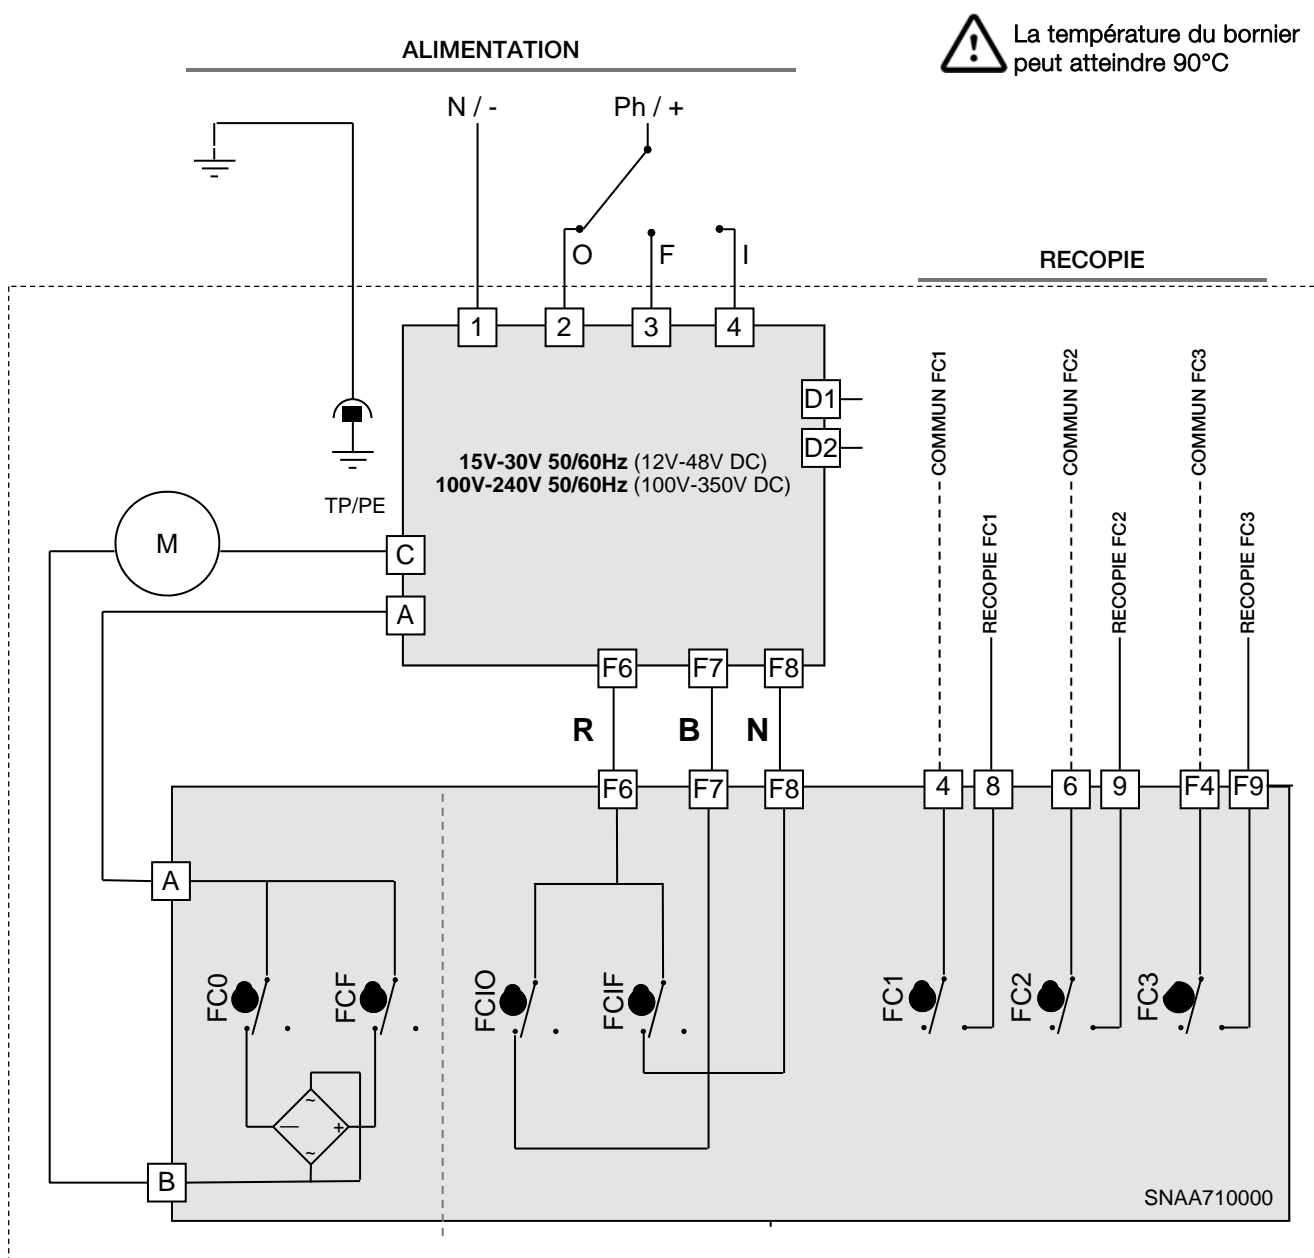 La température du bornier
peut atteindre 90°C
ALIMENTATION
N / -
Ph / +
O
F
I
RECOPIE
1
2
3
4
D1
D2
15V-30V 50/60Hz (12V-48V DC)
100V-240V 50/60Hz (100V-350V DC)
TP/PE
M
C
A
F6
F7
F8
R
B
N
COMMUN FC1
RECOPIE FC1
COMMUN FC2
RECOPIE FC2
COMMUN FC3
RECOPIE FC3
F6
F7
F8
4
8
6
9
F4
F9
A
FC0
FCF
FCIO
FCIF
FC1
FC2
FC3
~
— +
~
B
SNAA710000